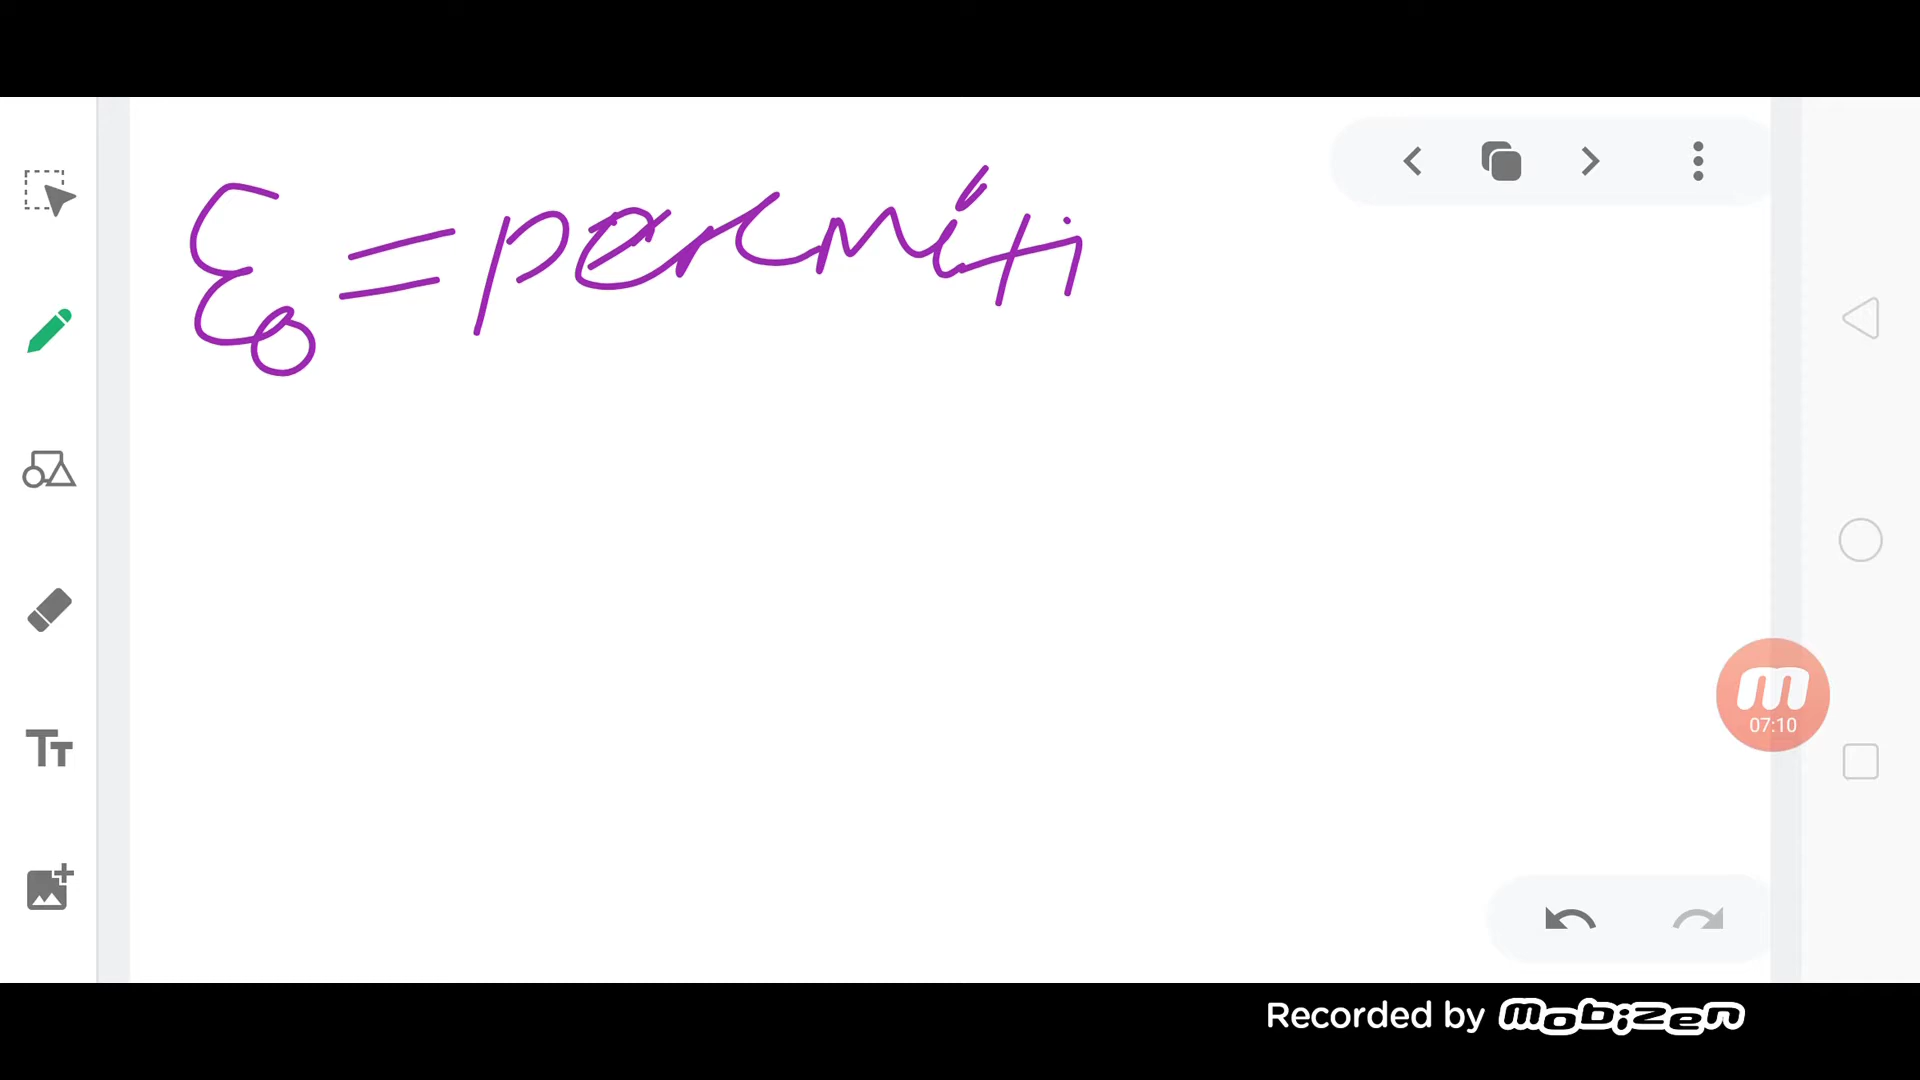 ε₀ = permiti
07:10
Recorded by mobizen